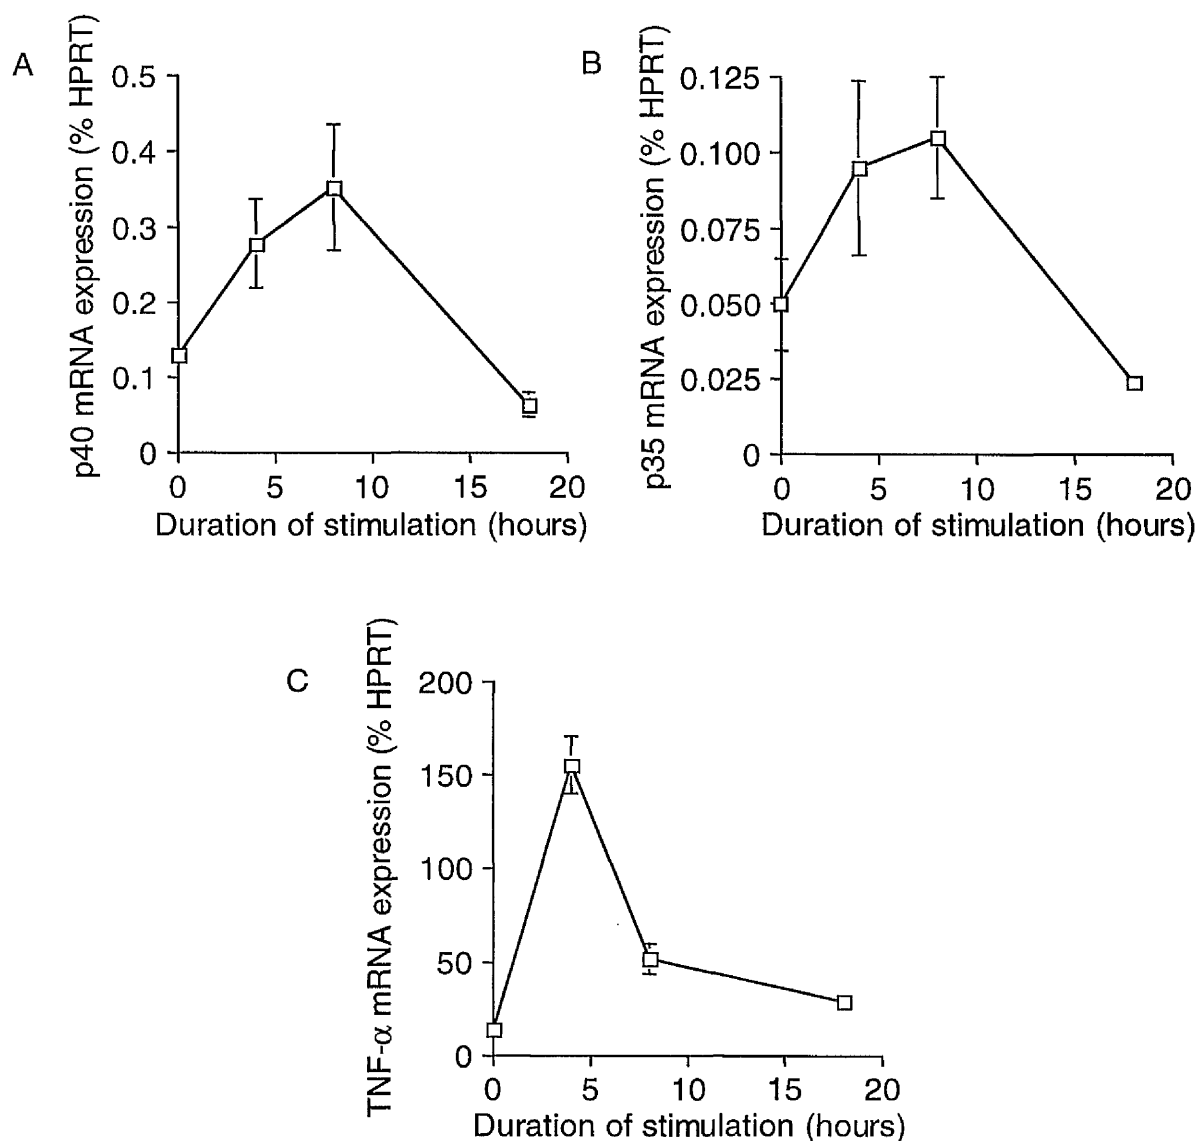 A
p40 mRNA expression (% HPRT)
0.5
0.4
0.3
0.2
0.1
0
0 5 10 15 20
Duration of stimulation (hours)
B
p35 mRNA expression (% HPRT)
0.125
0.100
0.075
0.050
0.025
0
0 5 10 15 20
Duration of stimulation (hours)
C
TNF-α mRNA expression (% HPRT)
200
150
100
50
0
0 5 10 15 20
Duration of stimulation (hours)